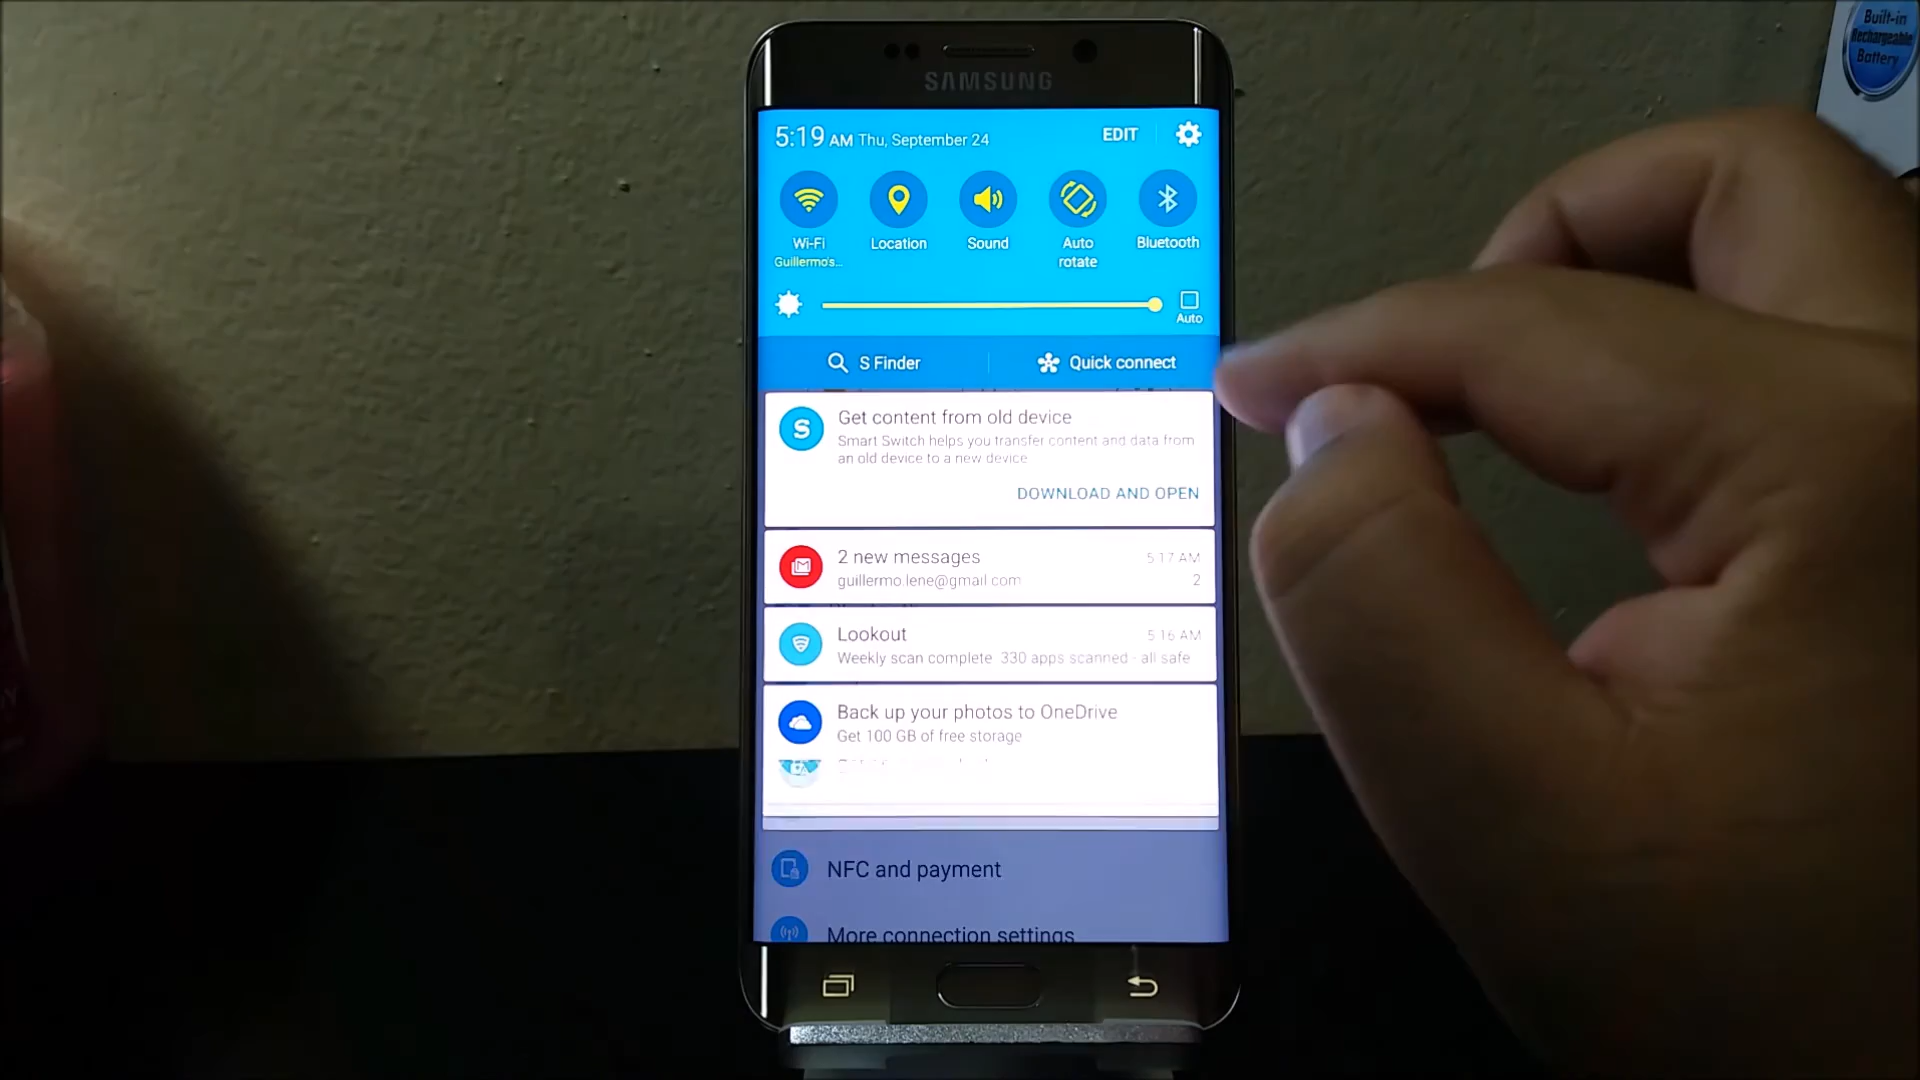 Built-in
Rechargeable
Battery
SAMSUNG
5:19 AM Thu, September 24
EDIT
Wi-Fi
Guillermo's...
Location
Sound
Auto
rotate
Bluetooth
Auto
S Finder
Quick connect
Get content from old device
Smart Switch helps you transfer content and data from
an old device to a new device
DOWNLOAD AND OPEN
2 new messages
5:17 AM
guillermo.lene@gmail.com
2
Lookout
5:16 AM
Weekly scan complete 330 apps scanned - all safe
Back up your photos to OneDrive
Get 100 GB of free storage
NFC and payment
More connection settings